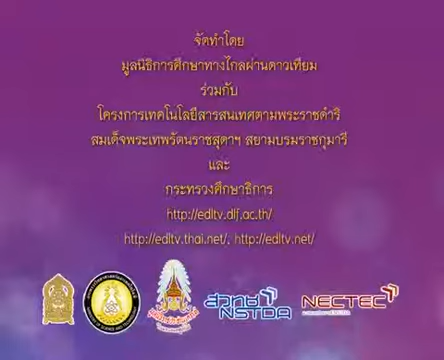 จัดทำโดย
มูลนิธิการศึกษาทางไกลผ่านดาวเทียม
ร่วมกับ
โครงการเทคโนโลยีสารสนเทศตามพระราชดำริ
สมเด็จพระเทพรัตนราชสุดาฯ สยามบรมราชกุมารี
และ
กระทรวงศึกษาธิการ
http://edltv.dlf.ac.th/
http://edltv.thai.net/, http://edltv.net/
สวทช
NSTDA
NECTEC